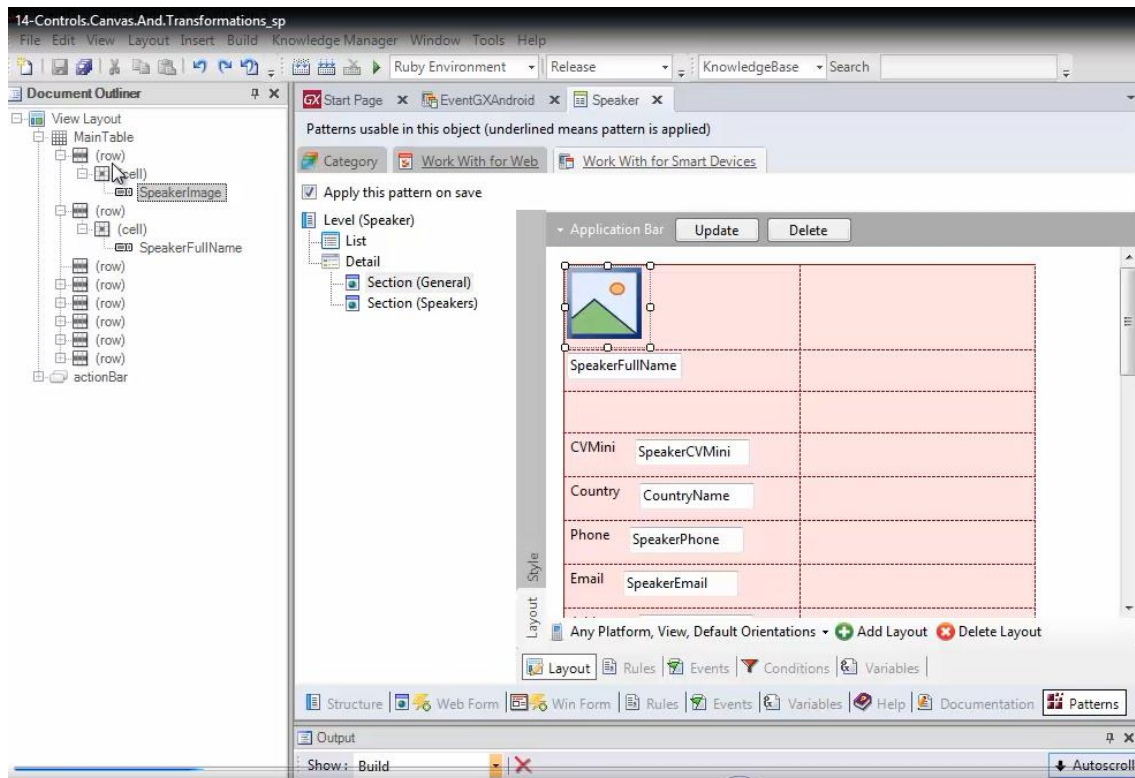 14-Controls.Canvas.And.Transformations_sp
File Edit View Layout Insert Build Knowledge Manager Window Tools Help
Ruby Environment Release KnowledgeBase Search
Document Outliner
View Layout
MainTable
(row)
cell)
SpeakerImage
(row)
(cell)
SpeakerFullName
(row)
(row)
(row)
(row)
(row)
(row)
actionBar
GX Start Page EventGXAndroid Speaker
Patterns usable in this object (underlined means pattern is applied)
Category Work With for Web Work With for Smart Devices
Apply this pattern on save
Level (Speaker)
List
Detail
Section (General)
Section (Speakers)
Application Bar Update Delete
SpeakerFullName
CVMini SpeakerCVMini
Country CountryName
Phone SpeakerPhone
Email SpeakerEmail
Style
Layout
Any Platform, View, Default Orientations Add Layout Delete Layout
Layout Rules Events Conditions Variables
Structure Web Form Win Form Rules Events Variables Help Documentation Patterns
Output
Show: Build Autoscroll